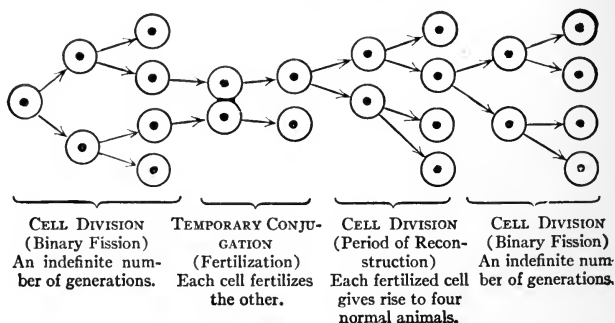 CELL DIVISION
(Binary Fission)
An indefinite num-
ber of generations.
TEMPORARY CONJU-
GATION
(Fertilization)
Each cell fertilizes
the other.
CELL DIVISION
(Period of Recon-
struction)
Each fertilized cell
gives rise to four
normal animals.
CELL DIVISION
(Binary Fission)
An indefinite num-
ber of generations.